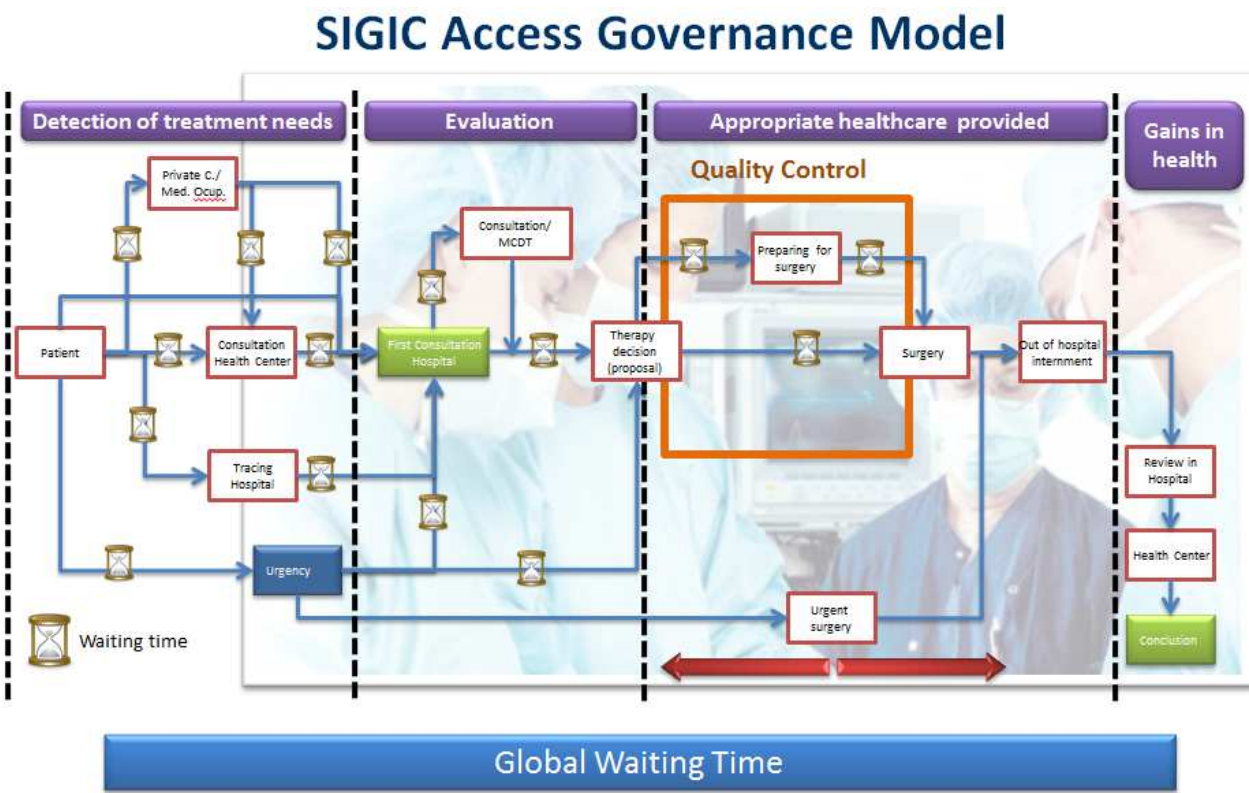 SIGIC Access Governance Model
Detection of treatment needs
Evaluation
Appropriate healthcare provided
Gains in
health
Quality Control
Private C./
Med. Ocup.
Consultation/
MCDT
Preparing for
surgery
Patient
Consultation
Health Center
First Consultation
Hospital
Therapy
decision
(proposal)
Surgery
Out of hospital
internment
Tracing
Hospital
Review in
Hospital
Urgency
Health Center
Urgent
surgery
Waiting time
Conclusion
Global Waiting Time